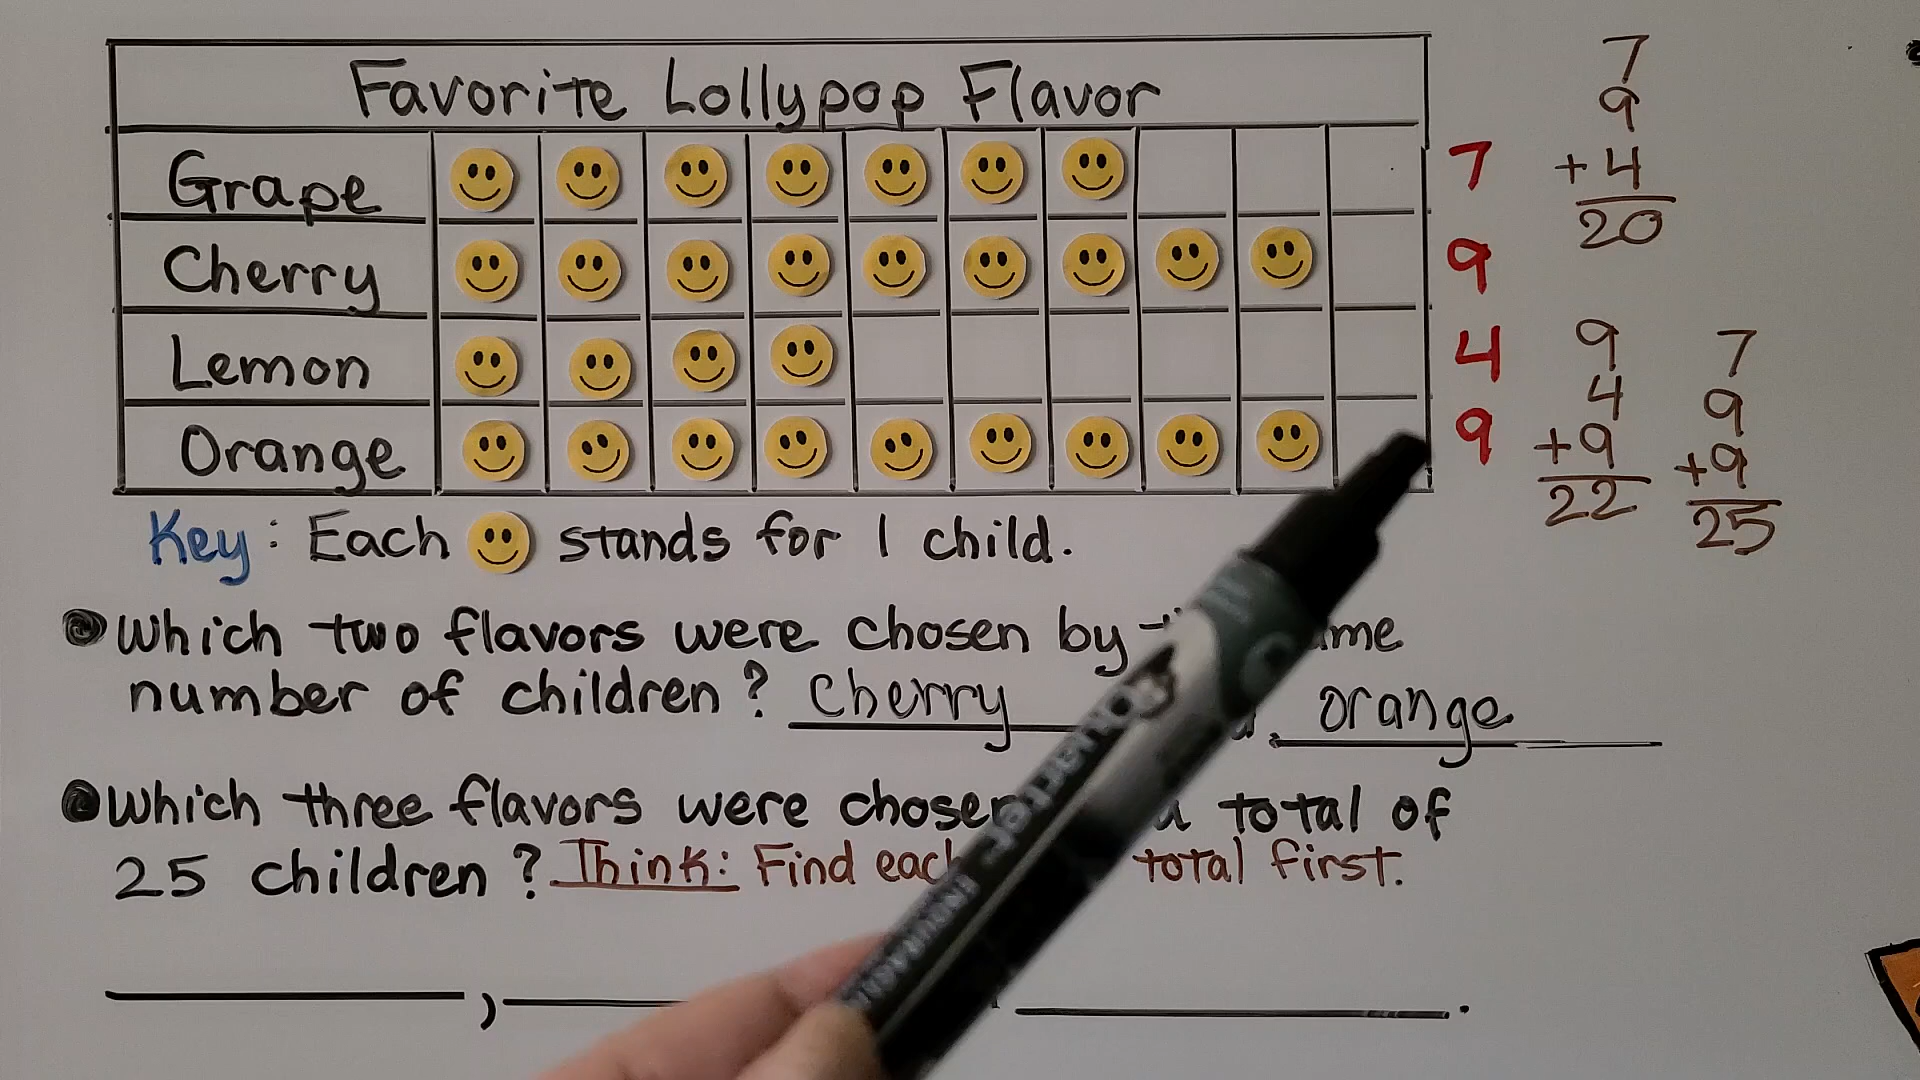 Favorite Lollypop Flavor
Grape 7
Cherry 9
Lemon 4
Orange 9
Key: Each stands for 1 child.
Which two flavors were chosen by
number of children? Cherry orange
Which three flavors were chosen total of
25 children? Think: Find each total first.
, .
7
9
+4
20
9
4
+9
22
7
9
+9
25